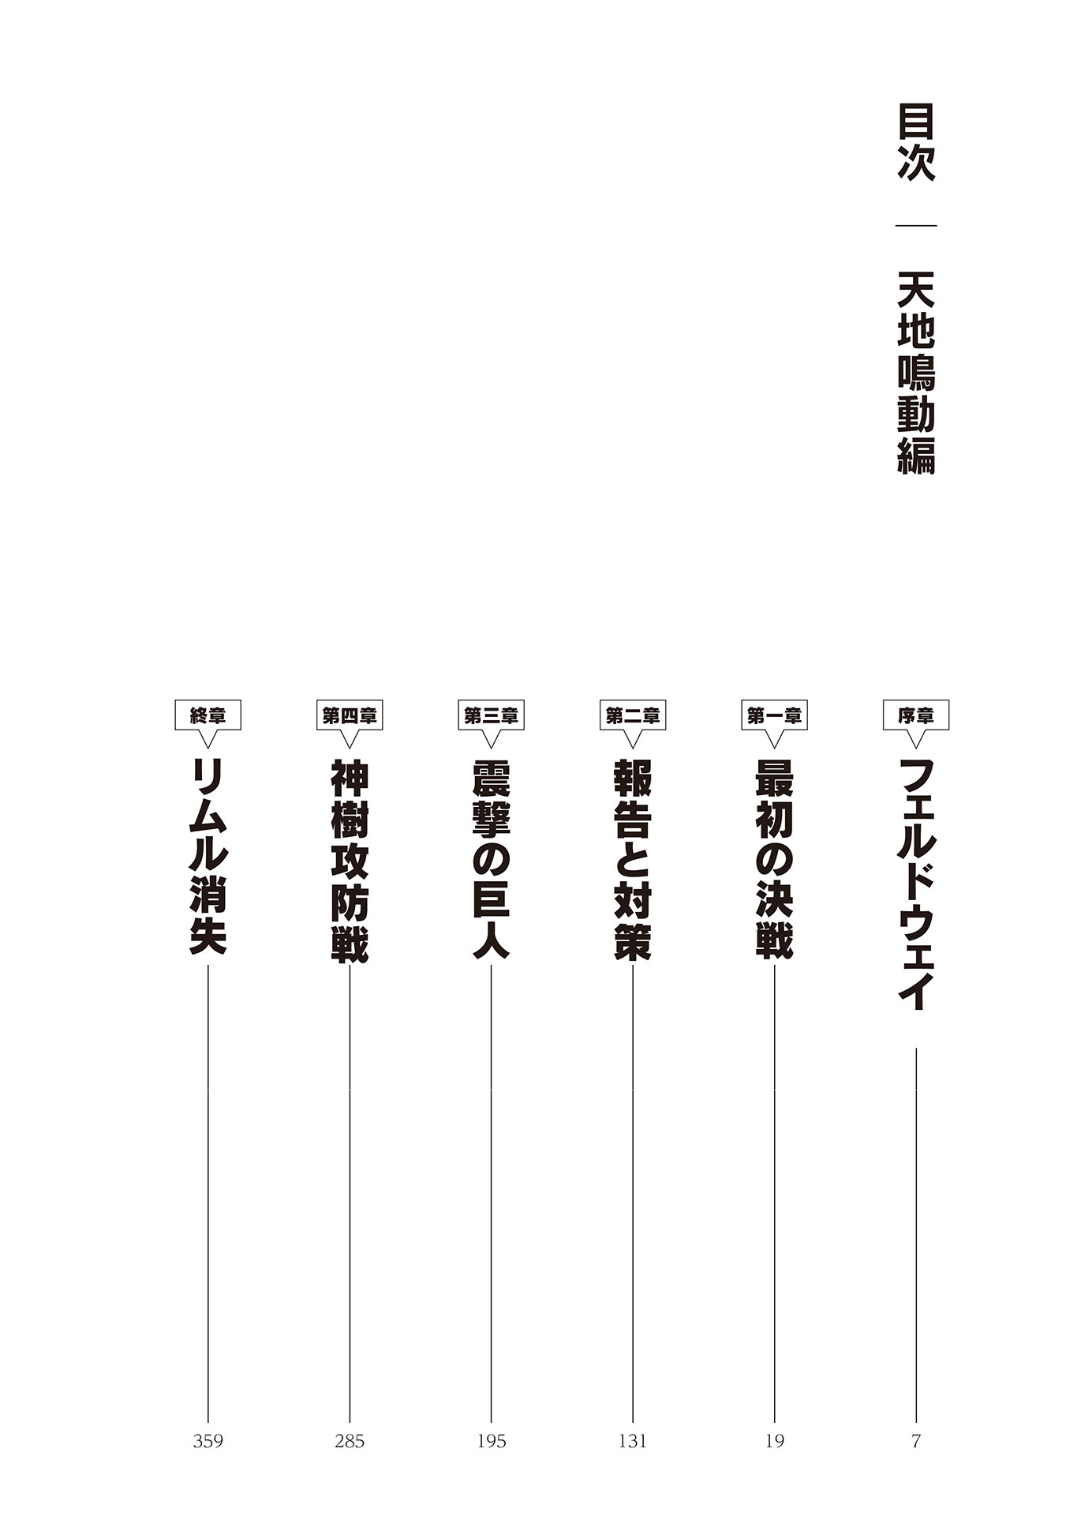 目次 ― 天地鳴動編
序章
フェルドウェイ
7
第一章
最初の決戦
19
第二章
報告と対策
131
第三章
震撃の巨人
195
第四章
神樹攻防戦
285
終章
リムル消失
359